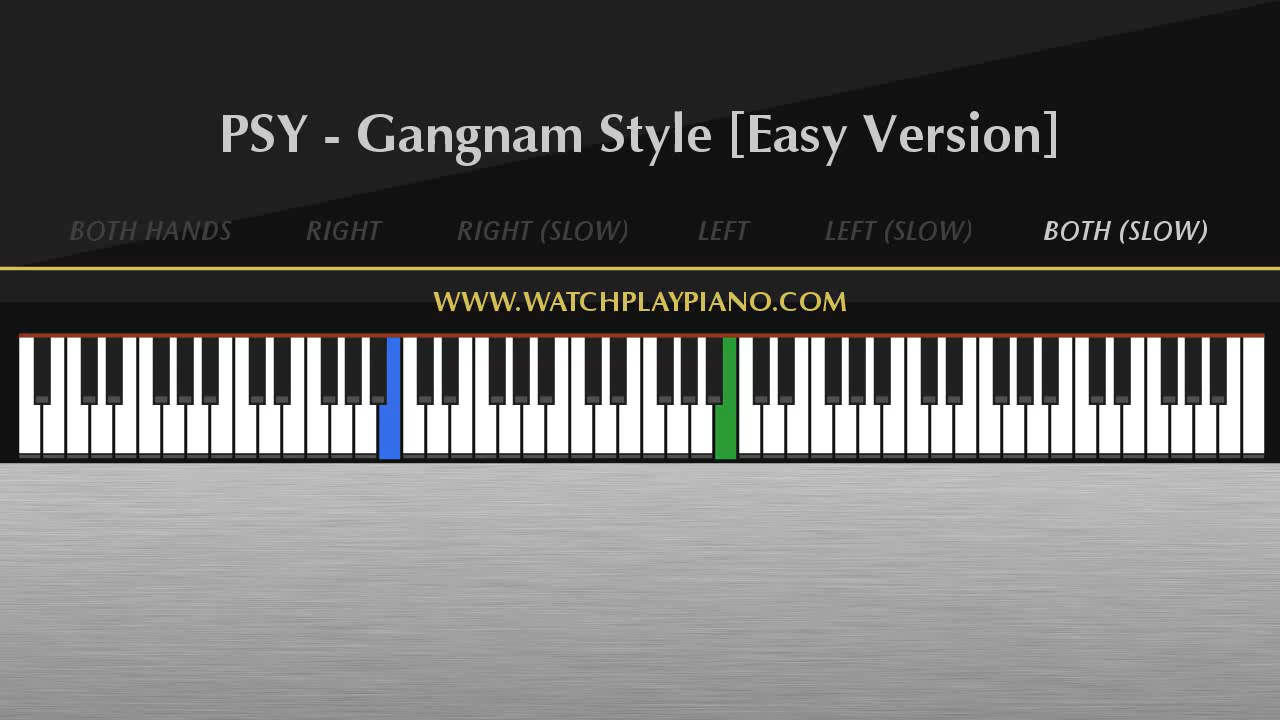 PSY - Gangnam Style [Easy Version]
BOTH HANDS RIGHT RIGHT (SLOW) LEFT LEFT (SLOW) BOTH (SLOW)
WWW.WATCHPLAYPIANO.COM